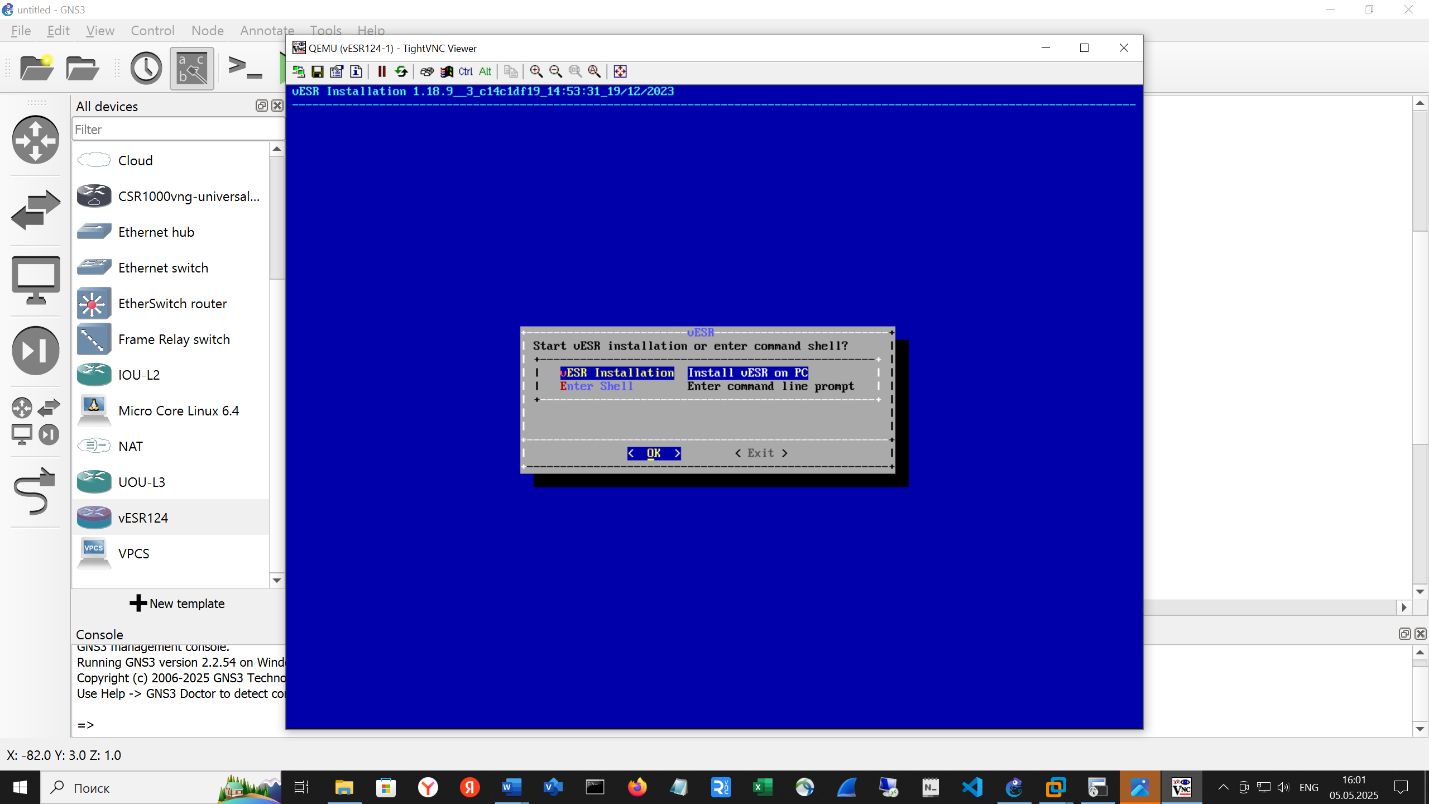 untitled - GNS3
File Edit View Control Node Annotate Tools Help
QEMU (vESR124-1) - TightVNC Viewer
Ctrl Alt
All devices
Filter
Cloud
CSR1000vng-universal...
Ethernet hub
Ethernet switch
EtherSwitch router
Frame Relay switch
IOU-L2
Micro Core Linux 6.4
NAT
UOU-L3
vESR124
VPCS
VPCS
New template
vESR Installation 1.18.9__3_c14c1df19_14:53:31_19/12/2023
vESR
Start vESR installation or enter command shell?
vESR Installation Install vESR on PC
Enter Shell Enter command line prompt
< OK > < Exit >
Console
GNS3 management console.
Running GNS3 version 2.2.54 on Wind
Copyright (c) 2006-2025 GNS3 Techno
Use Help -> GNS3 Doctor to detect co
=>
X: -82.0 Y: 3.0 Z: 1.0
Поиск
ENG
16:01
05.05.2025